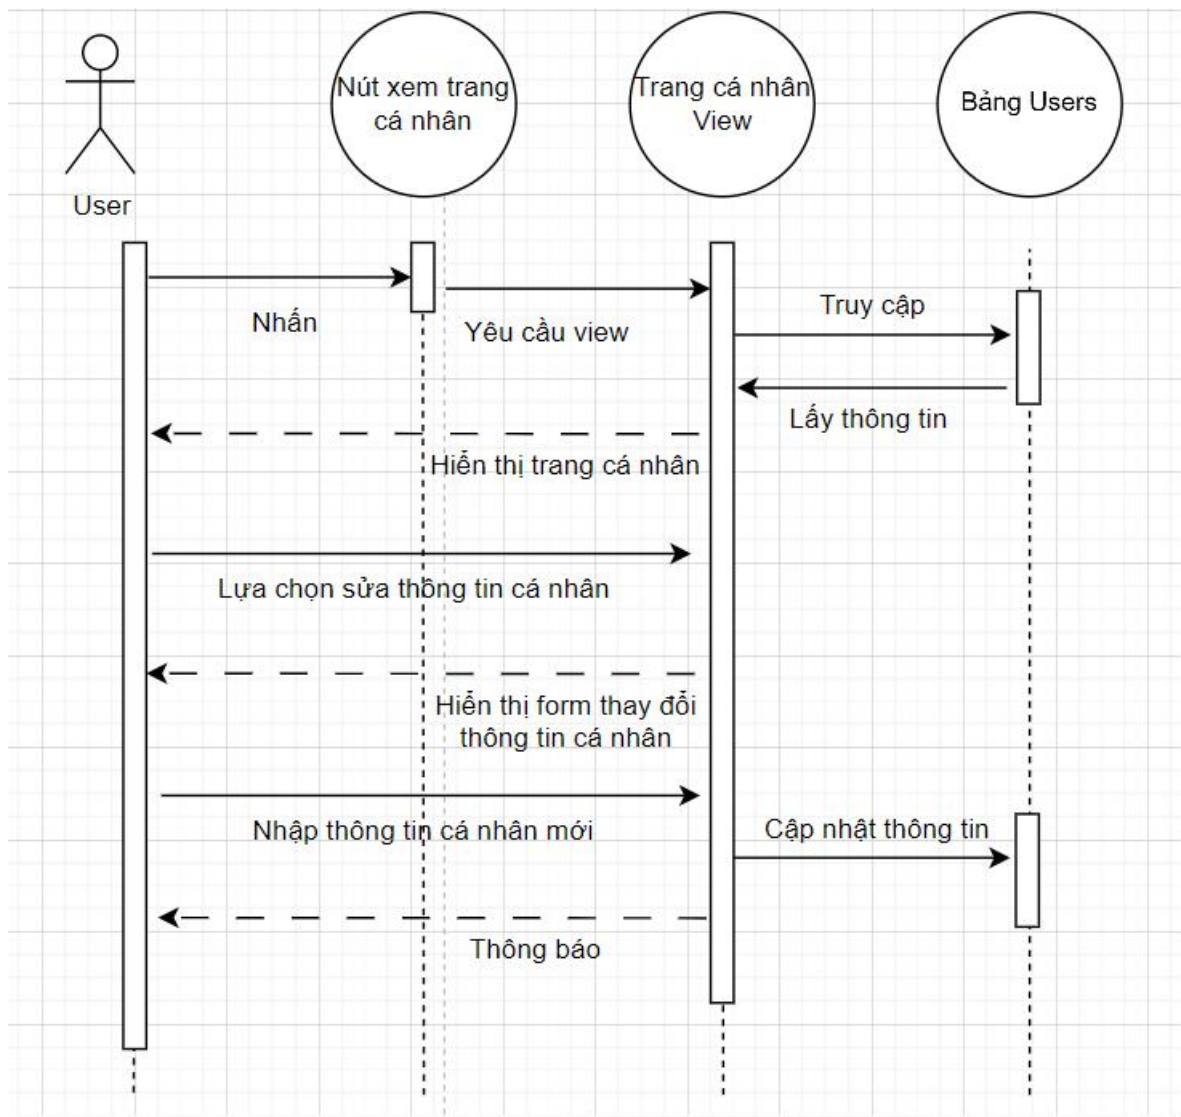 Nút xem trang
cá nhân
Trang cá nhân
View
Bảng Users
User
Nhấn
Yêu cầu view
Truy cập
Lấy thông tin
Hiển thị trang cá nhân
Lựa chọn sửa thông tin cá nhân
Hiển thị form thay đổi
thông tin cá nhân
Nhập thông tin cá nhân mới
Cập nhật thông tin
Thông báo